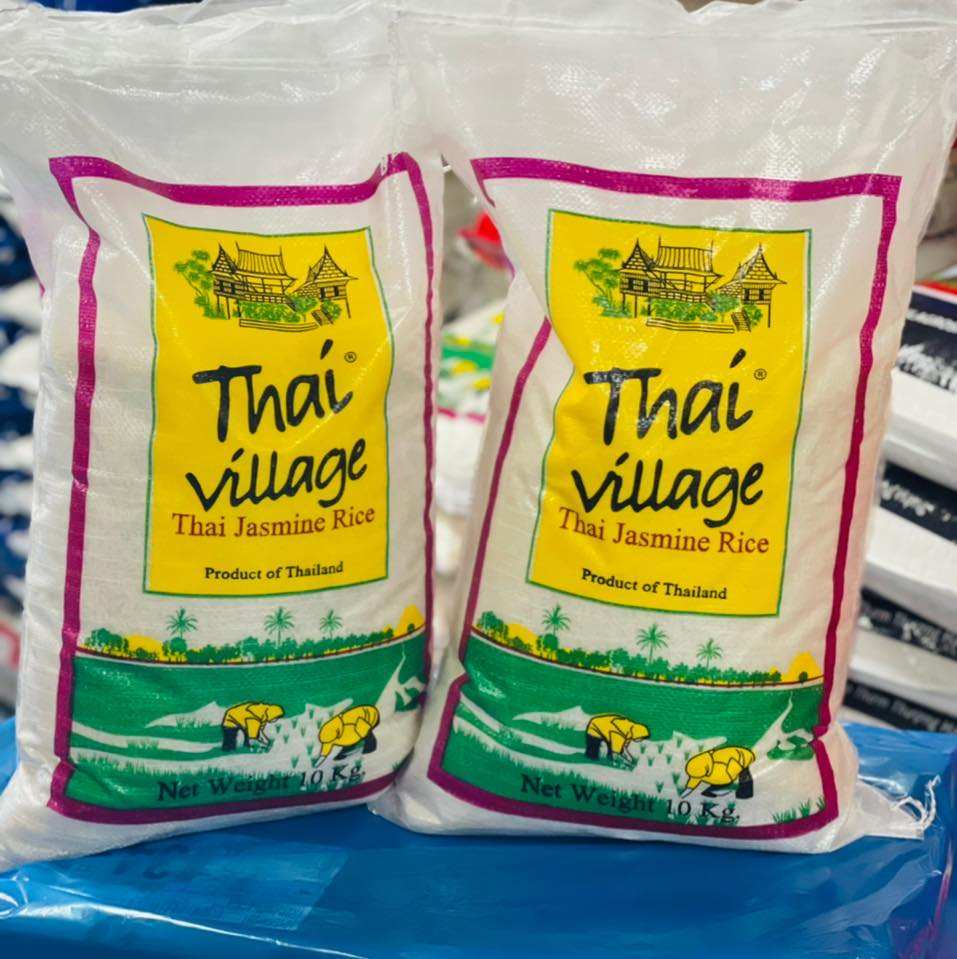 Thai ®
village
Thai Jasmine Rice
Product of Thailand
Net Weight 10 Kg.
Thai ®
village
Thai Jasmine Rice
Product of Thailand
Net Weight 10 Kg.